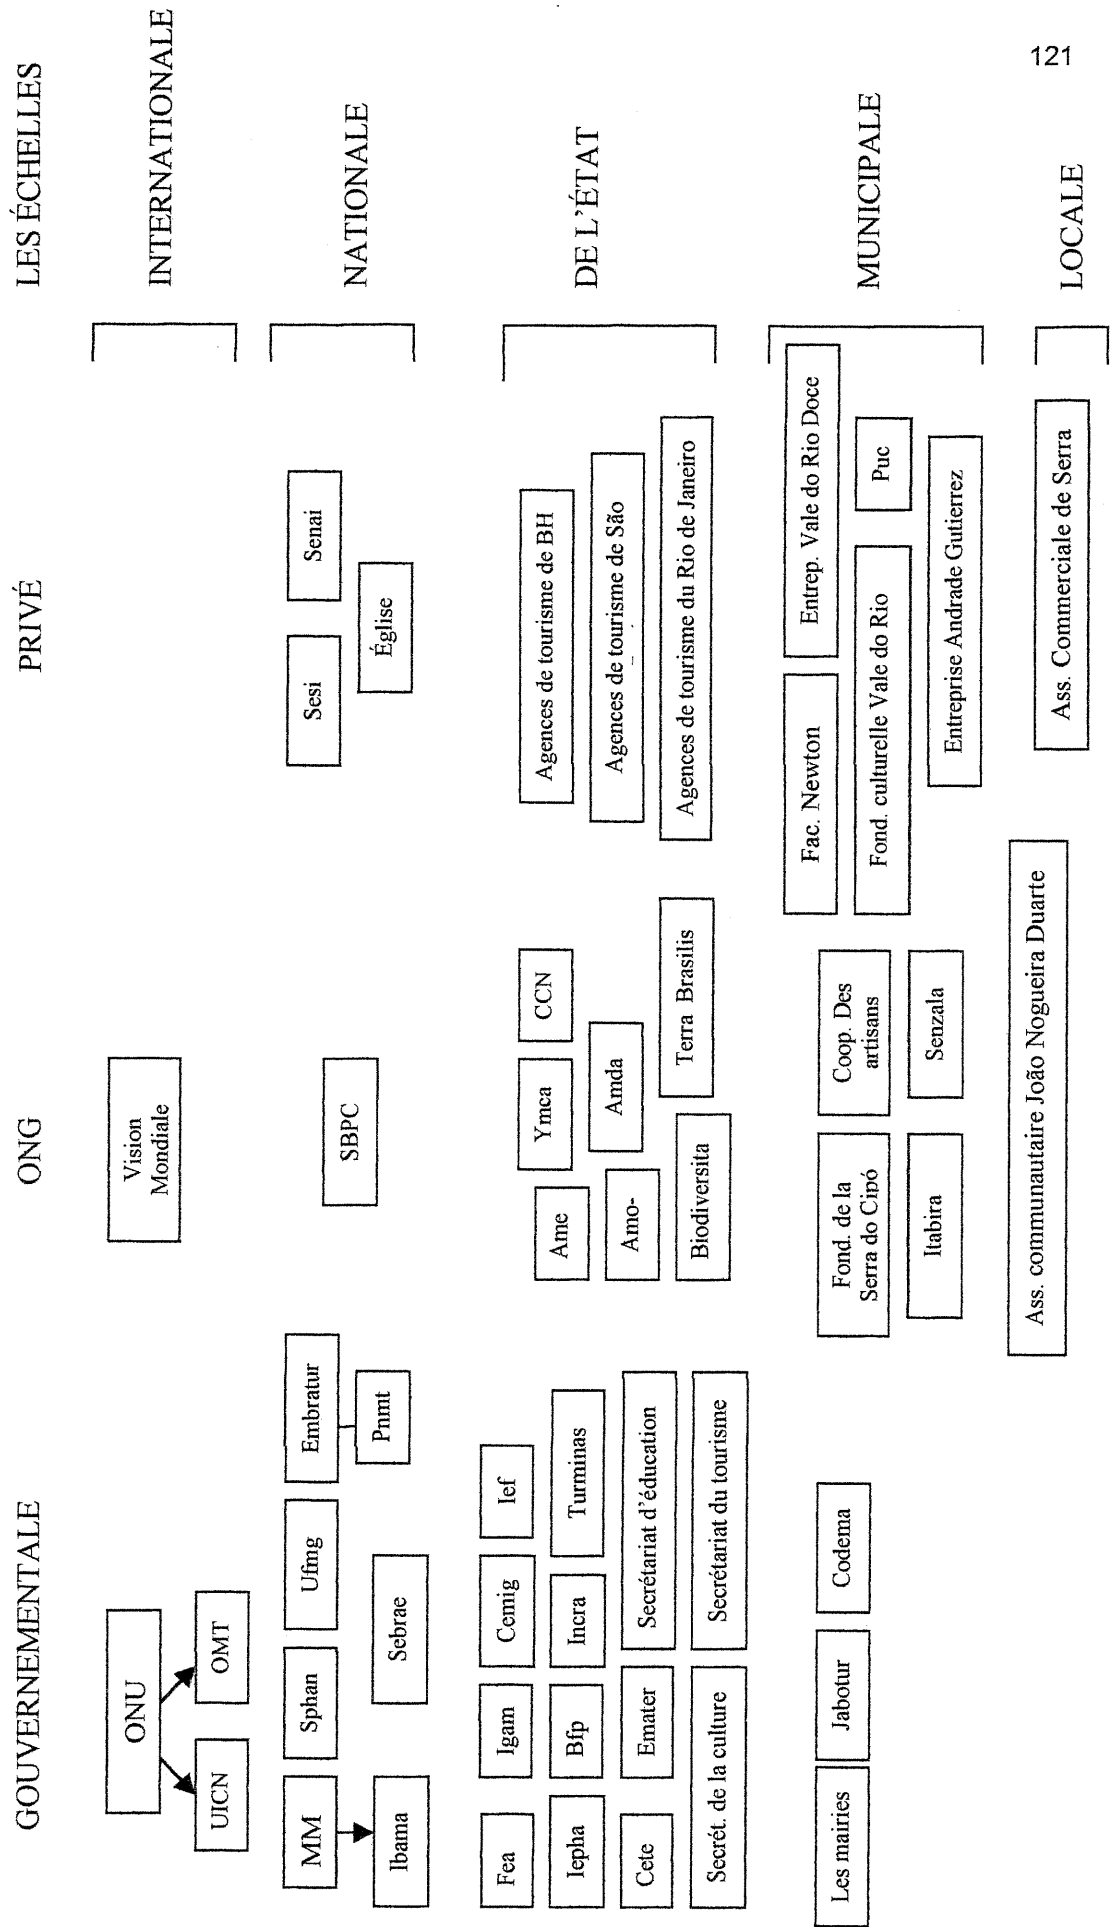 121
GOUVERNEMENTALE
ONG
PRIVÉ
LES ÉCHELLES
ONU
UICN
OMT
Vision
Mondiale
INTERNATIONALE
MM
Sphan
Ufmg
Embratur
Ibama
Sebrae
Pnmt
SBPC
Sesi
Senai
Église
NATIONALE
Fea
Igam
Cemig
Ief
Iepha
Bfp
Incra
Turminas
Cete
Emater
Secrétariat d'éducation
Secrét. de la culture
Secrétariat du tourisme
Ame
Ymca
CCN
Amo-
Amda
Biodiversita
Terra Brasilis
Agences de tourisme de BH
Agences de tourisme de São
Agences de tourisme du Rio de Janeiro
DE L'ÉTAT
Les mairies
Jabotur
Codema
Fond. de la
Serra do Cipó
Coop. Des
artisans
Itabira
Senzala
Fac. Newton
Entrep. Vale do Rio Doce
Fond. culturelle Vale do Rio
Puc
Entreprise Andrade Gutierrez
MUNICIPALE
Ass. communautaire João Nogueira Duarte
Ass. Commerciale de Serra
LOCALE